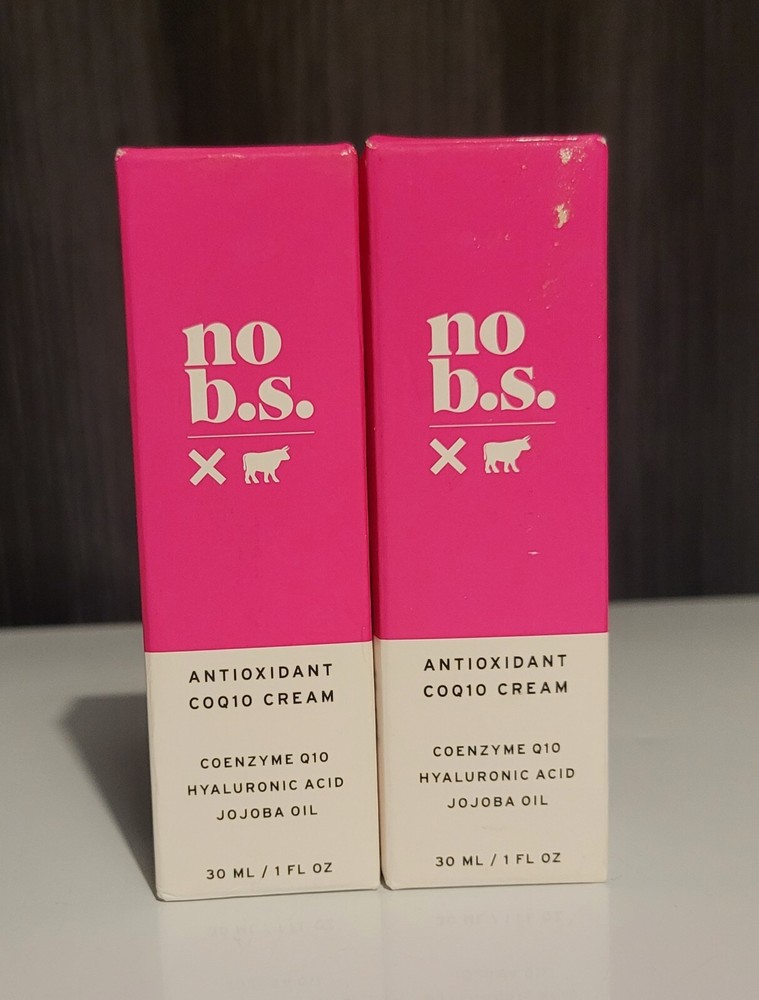 no
b.s.
ANTIOXIDANT
COQ10 CREAM
COENZYME Q10
HYALURONIC ACID
JOJOBA OIL
30 ML / 1 FL OZ
no
b.s.
ANTIOXIDANT
COQ10 CREAM
COENZYME Q10
HYALURONIC ACID
JOJOBA OIL
30 ML / 1 FL OZ